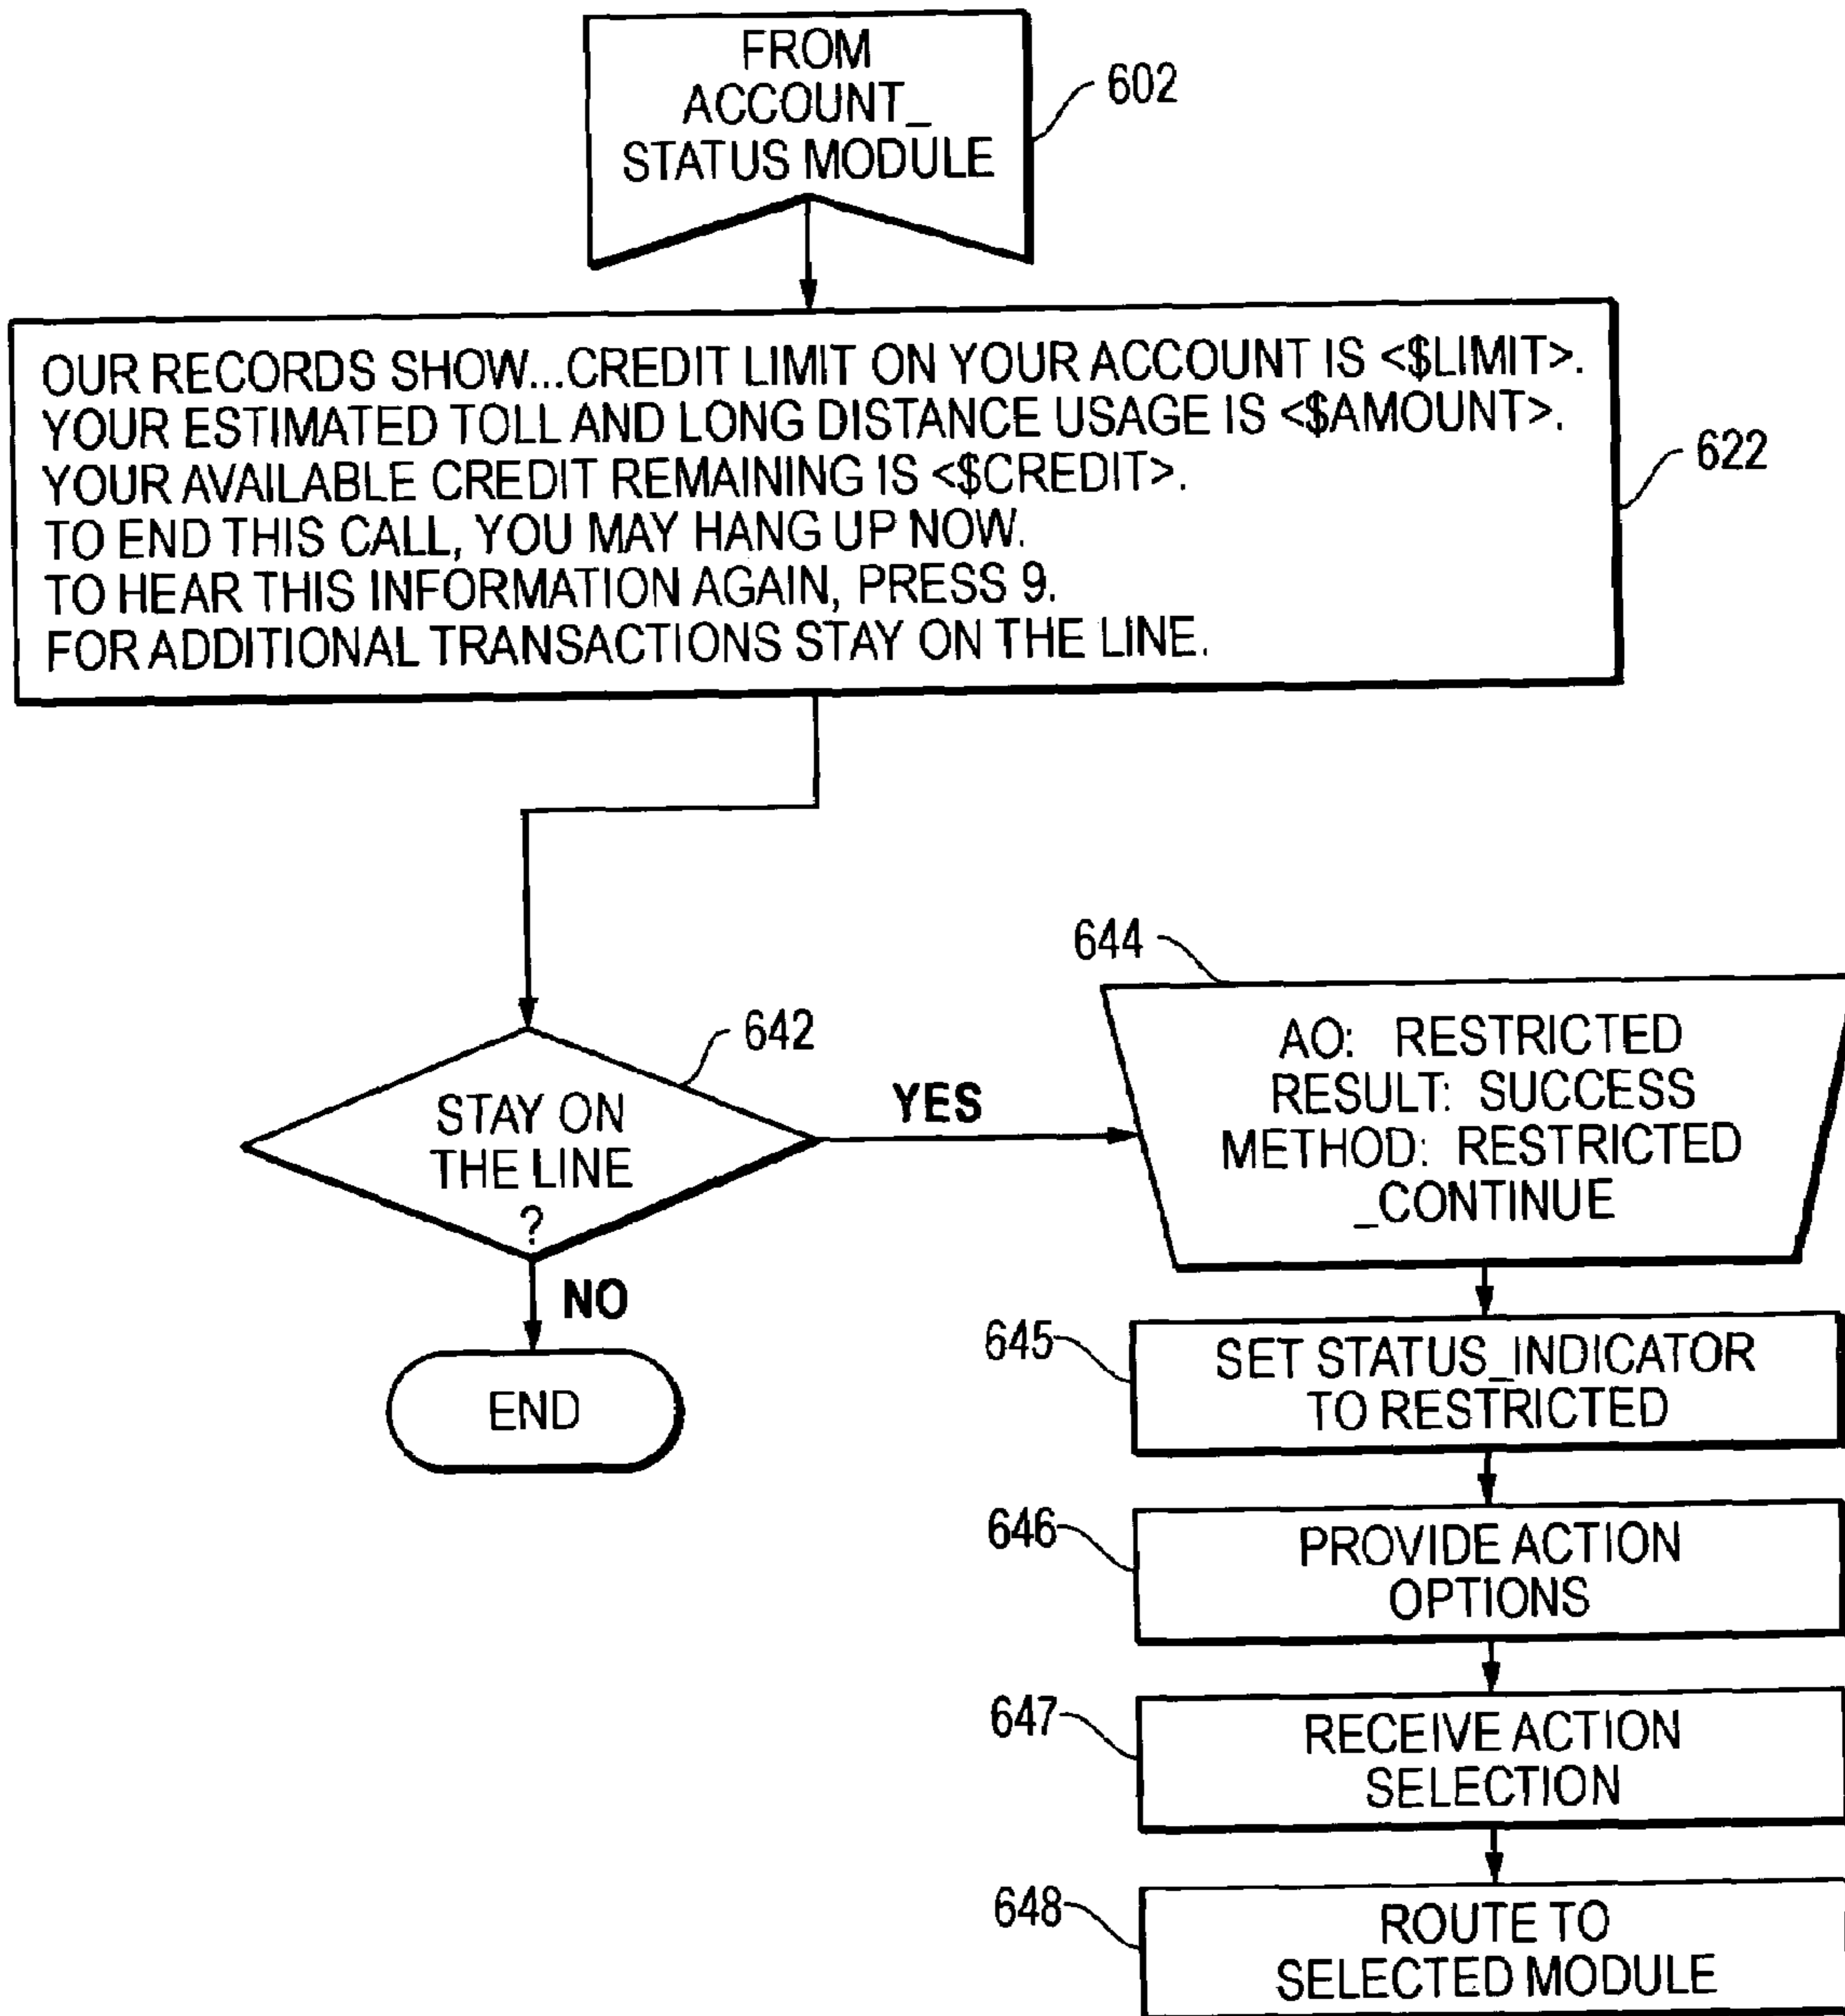 FROM
ACCOUNT_
STATUS MODULE
602
OUR RECORDS SHOW...CREDIT LIMIT ON YOUR ACCOUNT IS <$LIMIT>.
YOUR ESTIMATED TOLL AND LONG DISTANCE USAGE IS <$AMOUNT>.
YOUR AVAILABLE CREDIT REMAINING IS <$CREDIT>.
TO END THIS CALL, YOU MAY HANG UP NOW.
TO HEAR THIS INFORMATION AGAIN, PRESS 9.
FOR ADDITIONAL TRANSACTIONS STAY ON THE LINE.
622
642
STAY ON
THE LINE
?
YES
NO
END
644
AO: RESTRICTED
RESULT: SUCCESS
METHOD: RESTRICTED
_CONTINUE
645
SET STATUS_INDICATOR
TO RESTRICTED
646
PROVIDE ACTION
OPTIONS
647
RECEIVE ACTION
SELECTION
648
ROUTE TO
SELECTED MODULE